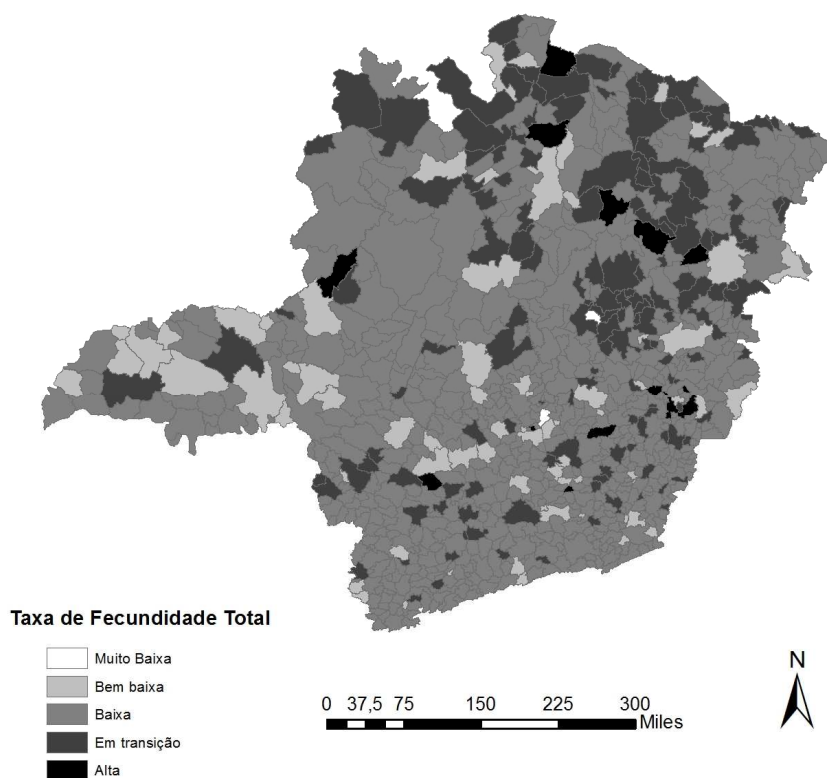 Taxa de Fecundidade Total
Muito Baixa
Bem baixa
Baixa
Em transição
Alta
0 37,5 75 150 225 300
Miles
N